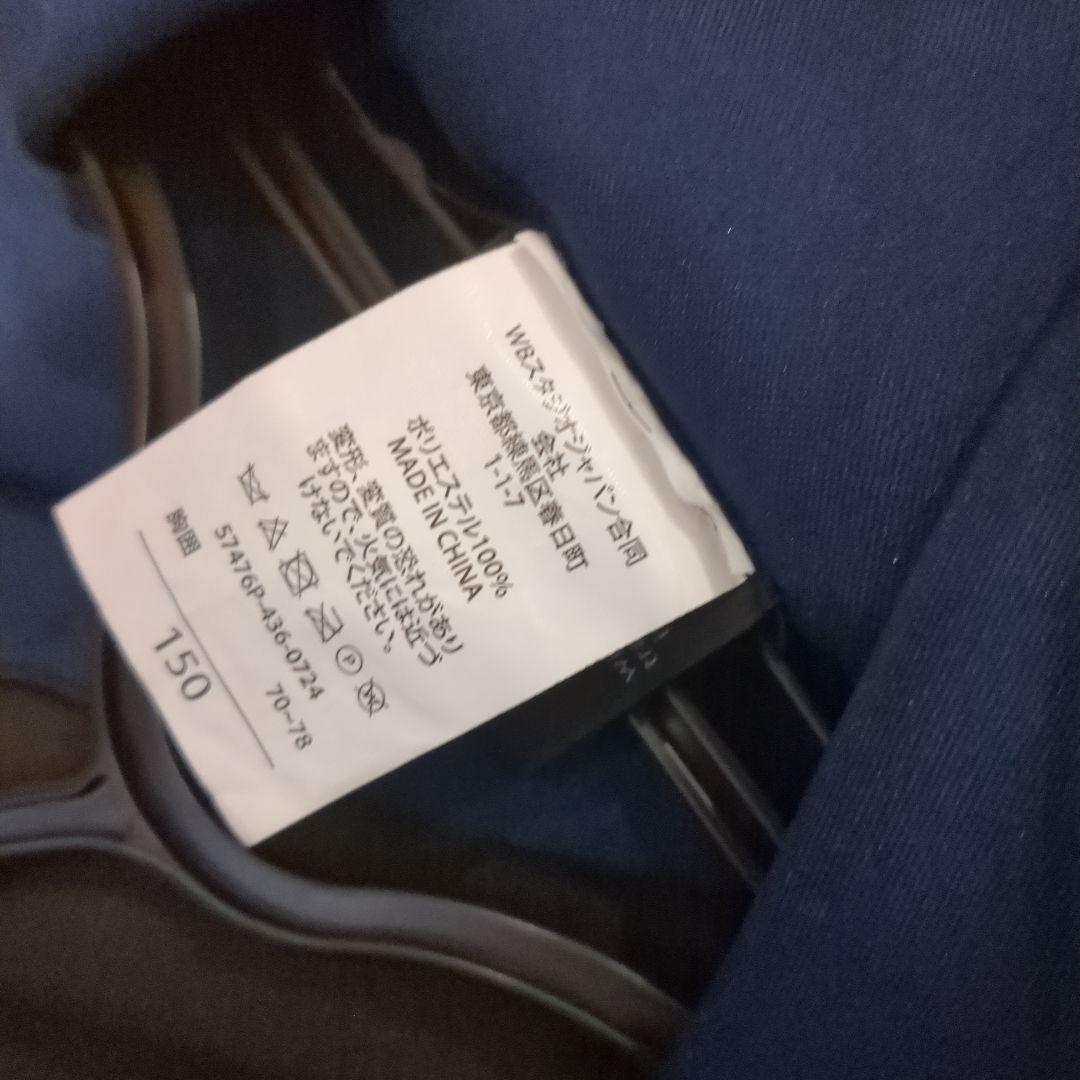 WBスタジオジャパン合同
会社
東京都練馬区春日町
1-1-7
ポリエステル100%
MADE IN CHINA
変形、変質の恐れがあり
ますので、火気には近づ
けないでください。
57476P-436-0724
胸囲 70~78
150